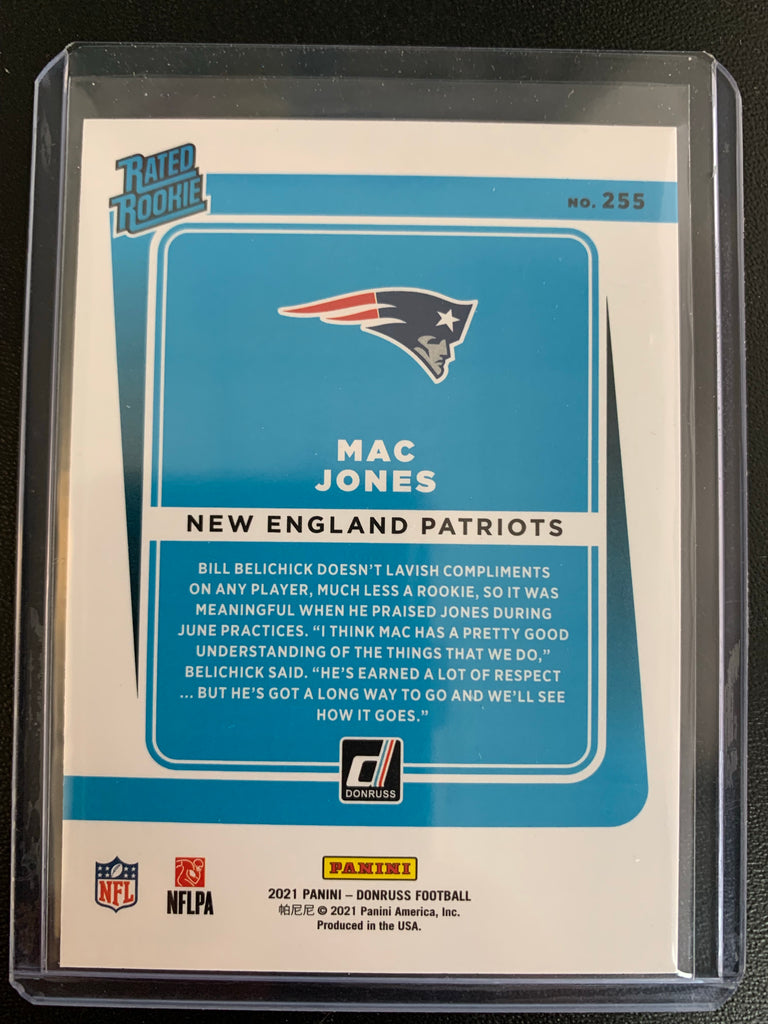 RATED
ROOKIE
NO. 255
MAC
JONES
NEW ENGLAND PATRIOTS
BILL BELICHICK DOESN'T LAVISH COMPLIMENTS
ON ANY PLAYER, MUCH LESS A ROOKIE, SO IT WAS
MEANINGFUL WHEN HE PRAISED JONES DURING
JUNE PRACTICES. “I THINK MAC HAS A PRETTY GOOD
UNDERSTANDING OF THE THINGS THAT WE DO,”
BELICHICK SAID. “HE'S EARNED A LOT OF RESPECT
... BUT HE'S GOT A LONG WAY TO GO AND WE'LL SEE
HOW IT GOES.”
DONRUSS
NFL
NFLPA
PANINI
2021 PANINI – DONRUSS FOOTBALL
帕尼尼 © 2021 Panini America, Inc.
Produced in the USA.